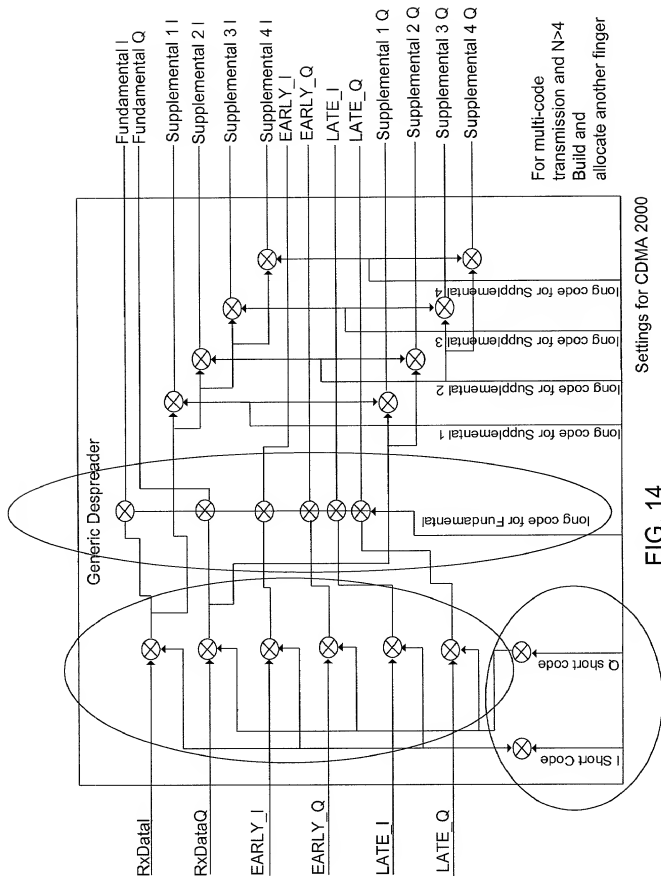 Generic Despreader
RxDataI
RxDataQ
EARLY_I
EARLY_Q
LATE_I
LATE_Q
Fundamental I
Fundamental Q
Supplemental 1 I
Supplemental 2 I
Supplemental 3 I
Supplemental 4 I
EARLY_I
EARLY_Q
LATE_I
LATE_Q
Supplemental 1 Q
Supplemental 2 Q
Supplemental 3 Q
Supplemental 4 Q
I Short Code
Q short code
long code for Fundamental
long code for Supplemental
1
long code for Supplemental
2
long code for Supplemental
3
long code for Supplemental
4
For multi-code
transmission and N>4
Build and
allocate another finger
Settings for CDMA 2000
FIG. 14